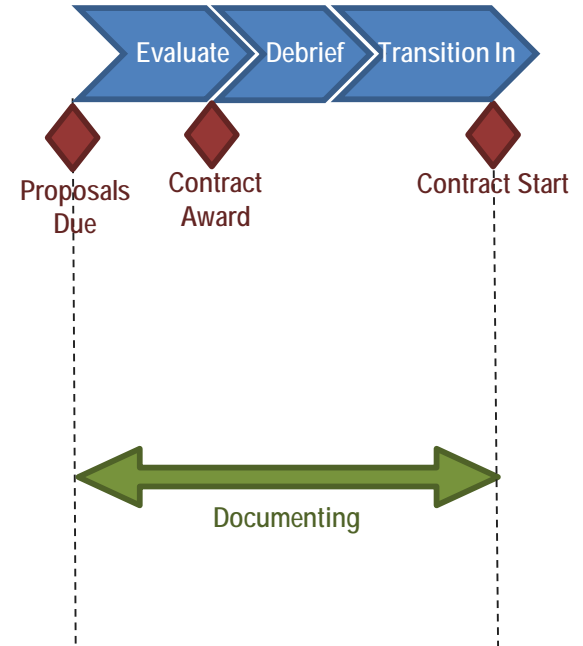 Evaluate Debrief Transition In
Proposals
Due
Contract
Award
Contract Start
Documenting